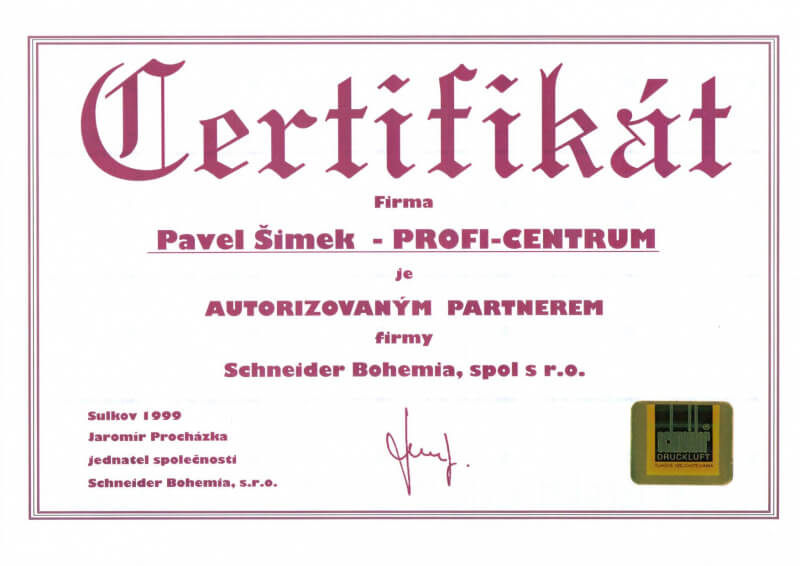 Certifikát
Firma
Pavel Šimek - PROFI-CENTRUM
je
AUTORIZOVANÝM PARTNEREM
firmy
Schneider Bohemia, spol s r.o.
Sulkov 1999
Jaromír Procházka
jednatel společnosti
Schneider Bohemia, s.r.o.
DRUCKLUFT